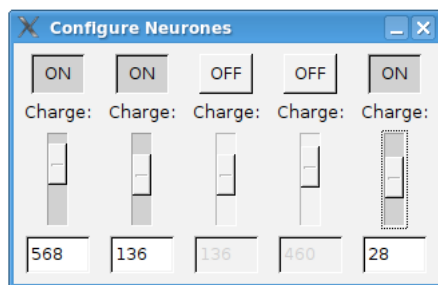 Configure Neurones
ON ON OFF OFF ON
Charge: Charge: Charge: Charge: Charge:
568 136 136 460 28